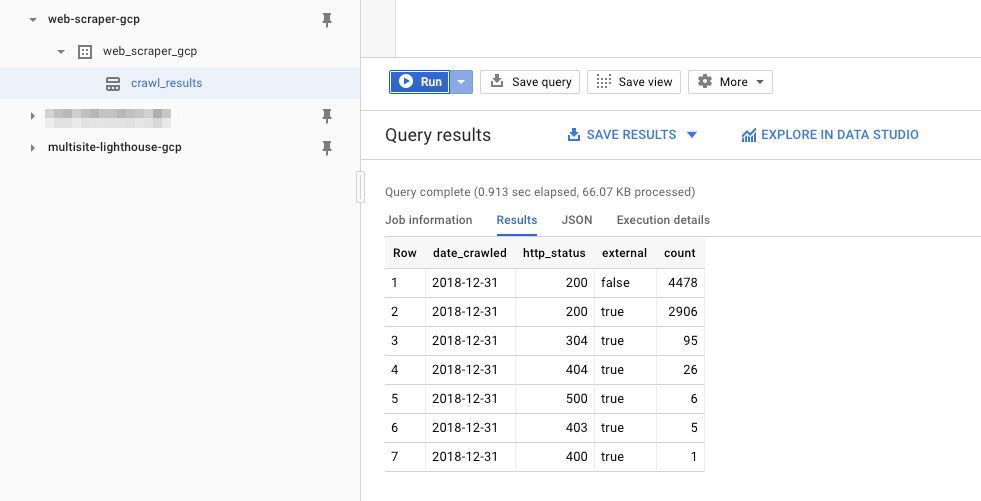 web-scraper-gcp
web_scraper_gcp
crawl_results
multisite-lighthouse-gcp
Run Save query Save view More
Query results SAVE RESULTS EXPLORE IN DATA STUDIO
Query complete (0.913 sec elapsed, 66.07 KB processed)
Job information Results JSON Execution details
Row date_crawled http_status external count
1 2018-12-31 200 false 4478
2 2018-12-31 200 true 2906
3 2018-12-31 304 true 95
4 2018-12-31 404 true 26
5 2018-12-31 500 true 6
6 2018-12-31 403 true 5
7 2018-12-31 400 true 1